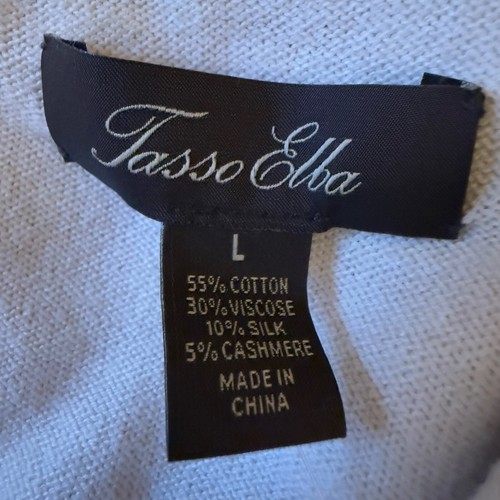 Tasso Elba
L
55% COTTON
30% VISCOSE
10% SILK
5% CASHMERE
MADE IN
CHINA